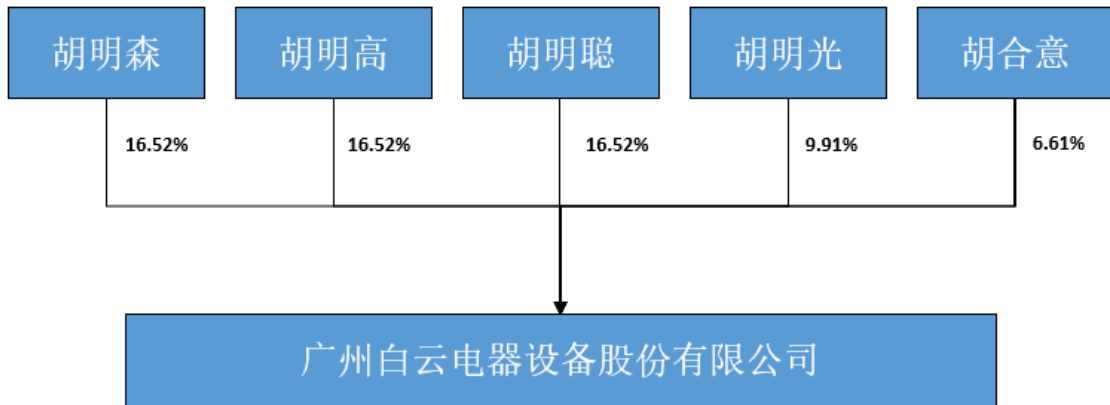 胡明森
胡明高
胡明聪
胡明光
胡合意
16.52%
16.52%
16.52%
9.91%
6.61%
广州白云电器设备股份有限公司